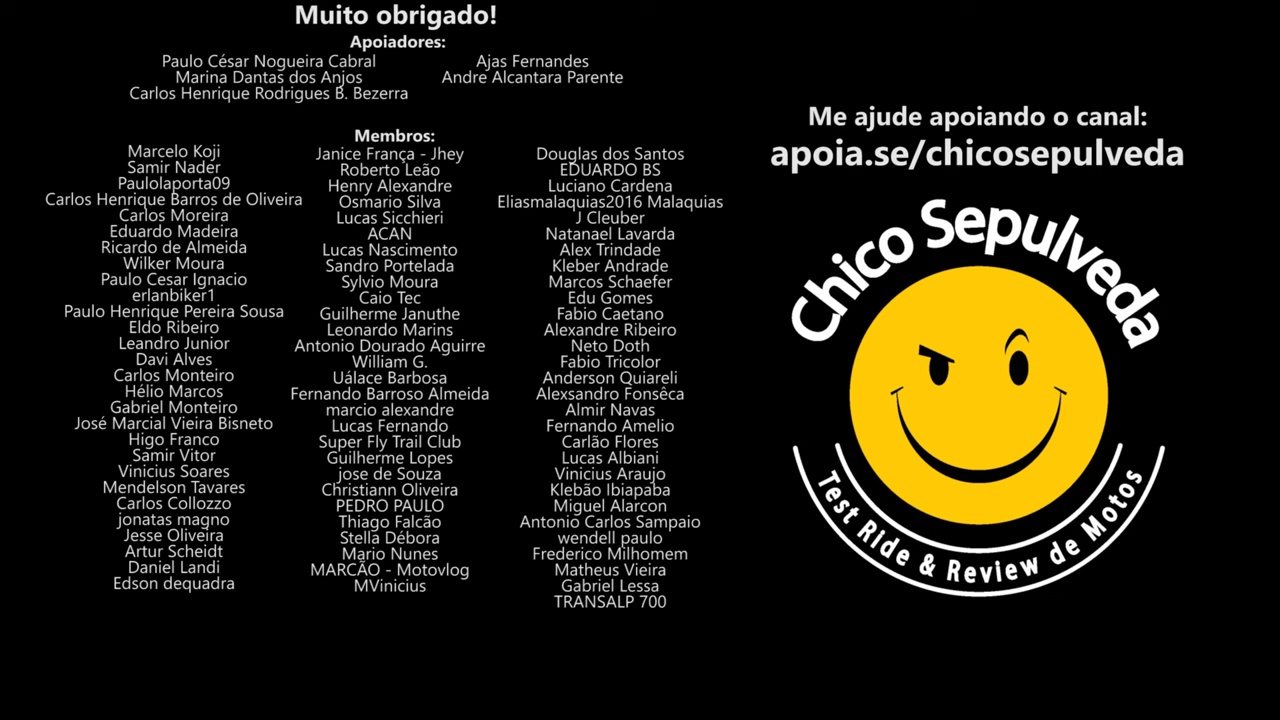 Muito obrigado!
Apoiadores:
Paulo César Nogueira Cabral
Marina Dantas dos Anjos
Carlos Henrique Rodrigues B. Bezerra
Ajas Fernandes
Andre Alcantara Parente
Membros:
Marcelo Koji
Samir Nader
Paulolaporta09
Carlos Henrique Barros de Oliveira
Carlos Moreira
Eduardo Madeira
Ricardo de Almeida
Wilker Moura
Paulo Cesar Ignacio
erlanbiker1
Paulo Henrique Pereira Sousa
Eldo Ribeiro
Leandro Junior
Davi Alves
Carlos Monteiro
Hélio Marcos
Gabriel Monteiro
José Marcial Vieira Bisneto
Higo Franco
Samir Vitor
Vinicius Soares
Mendelson Tavares
Carlos Collozzo
jonatas magno
Jesse Oliveira
Artur Scheidt
Daniel Landi
Edson dequadra
Janice França - Jhey
Roberto Leão
Henry Alexandre
Osmario Silva
Lucas Sicchieri
ACAN
Lucas Nascimento
Sandro Portelada
Sylvio Moura
Caio Tec
Guilherme Januthe
Leonardo Marins
Antonio Dourado Aguirre
William G.
Uálace Barbosa
Fernando Barroso Almeida
marcio alexandre
Lucas Fernando
Super Fly Trail Club
Guilherme Lopes
jose de Souza
Christiann Oliveira
PEDRO PAULO
Thiago Falcão
Stella Débora
Mario Nunes
MARCÃO - Motovlog
MVinicius
Douglas dos Santos
EDUARDO BS
Luciano Cardena
Eliasmalaquias2016 Malaquias
J Cleuber
Natanael Lavarda
Alex Trindade
Kleber Andrade
Marcos Schaefer
Edu Gomes
Fabio Caetano
Alexandre Ribeiro
Neto Doth
Fabio Tricolor
Anderson Quiareli
Alexsandro Fonsêca
Almir Navas
Fernando Amelio
Carlão Flores
Lucas Albiani
Vinicius Araujo
Klebão Ibiapaba
Miguel Alarcon
Antonio Carlos Sampaio
wendell paulo
Frederico Milhomem
Matheus Vieira
Gabriel Lessa
TRANSALP 700
Me ajude apoiando o canal:
apoia.se/chicosepulveda
Chico Sepulveda
Test Ride & Review de Motos